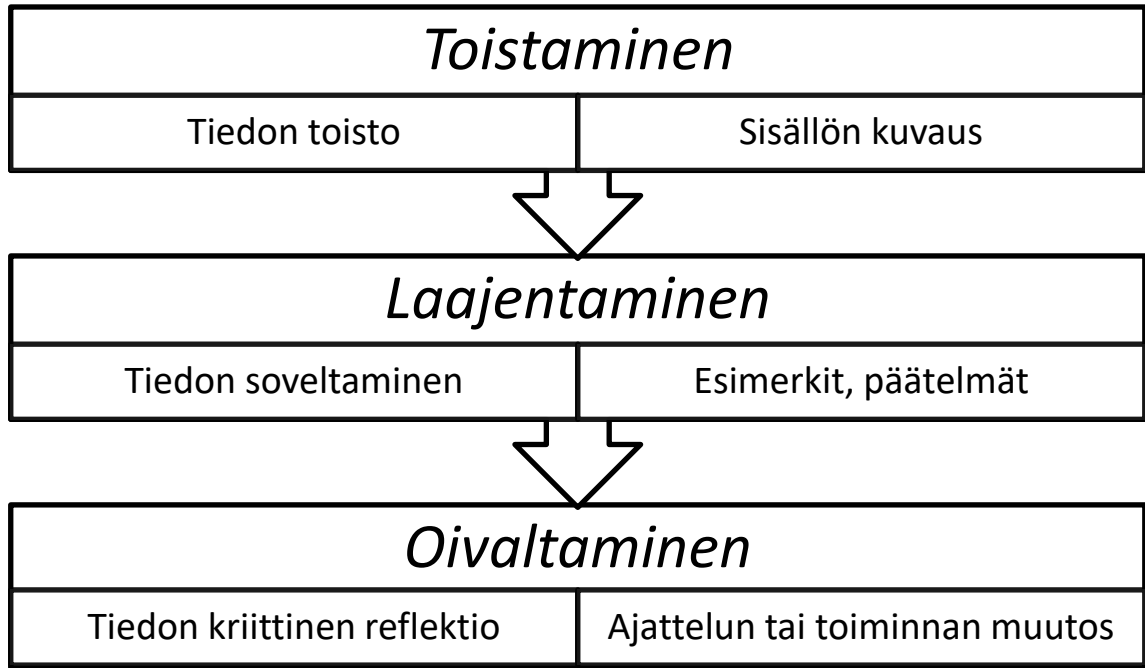 Toistaminen
Tiedon toisto
Sisällön kuvaus
Laajentaminen
Tiedon soveltaminen
Esimerkit, päätelmät
Oivaltaminen
Tiedon kriittinen reflektio
Ajattelun tai toiminnan muutos